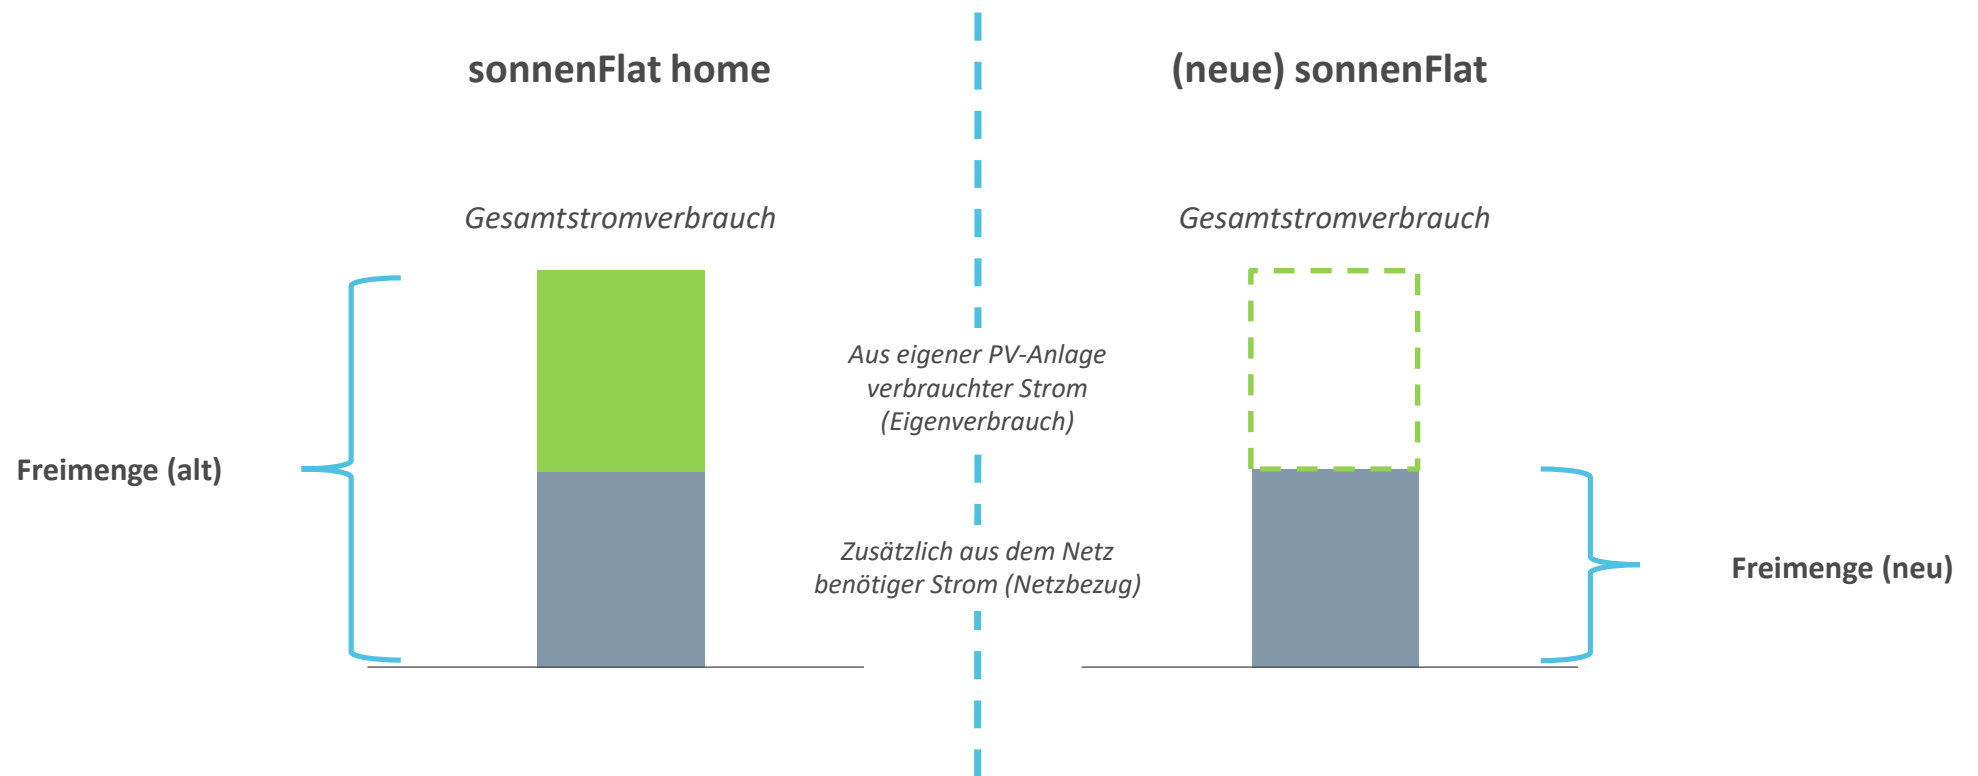 sonnenFlat home
(neue) sonnenFlat
Gesamtstromverbrauch
Gesamtstromverbrauch
Aus eigener PV-Anlage
verbrauchter Strom
(Eigenverbrauch)
Freimenge (alt)
Zusätzlich aus dem Netz
benötiger Strom (Netzbezug)
Freimenge (neu)